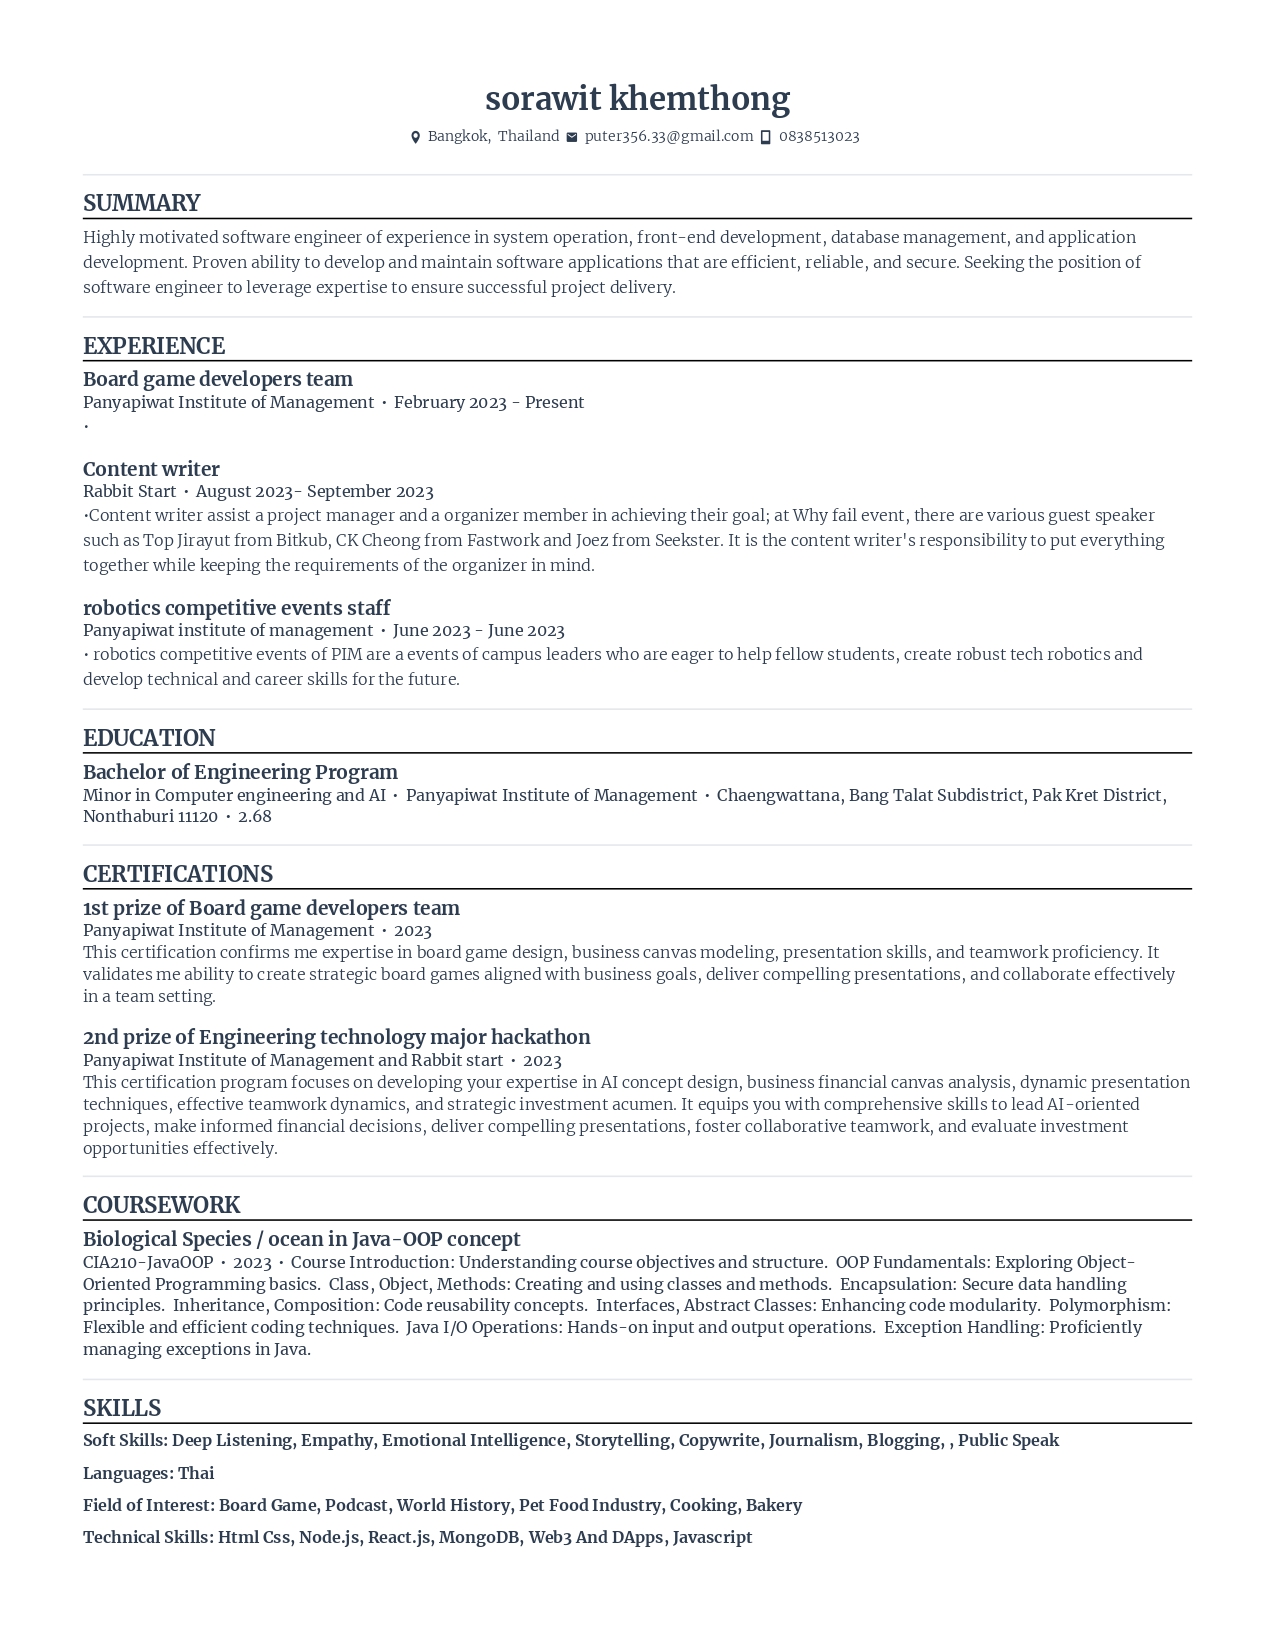 sorawit khemthong
Bangkok, Thailand puter356.33@gmail.com 0838513023
SUMMARY
Highly motivated software engineer of experience in system operation, front-end development, database management, and application
development. Proven ability to develop and maintain software applications that are efficient, reliable, and secure. Seeking the position of
software engineer to leverage expertise to ensure successful project delivery.
EXPERIENCE
Board game developers team
Panyapiwat Institute of Management • February 2023 - Present
•
Content writer
Rabbit Start • August 2023- September 2023
•Content writer assist a project manager and a organizer member in achieving their goal; at Why fail event, there are various guest speaker
such as Top Jirayut from Bitkub, CK Cheong from Fastwork and Joez from Seekster. It is the content writer's responsibility to put everything
together while keeping the requirements of the organizer in mind.
robotics competitive events staff
Panyapiwat institute of management • June 2023 - June 2023
• robotics competitive events of PIM are a events of campus leaders who are eager to help fellow students, create robust tech robotics and
develop technical and career skills for the future.
EDUCATION
Bachelor of Engineering Program
Minor in Computer engineering and AI • Panyapiwat Institute of Management • Chaengwattana, Bang Talat Subdistrict, Pak Kret District,
Nonthaburi 11120 • 2.68
CERTIFICATIONS
1st prize of Board game developers team
Panyapiwat Institute of Management • 2023
This certification confirms me expertise in board game design, business canvas modeling, presentation skills, and teamwork proficiency. It
validates me ability to create strategic board games aligned with business goals, deliver compelling presentations, and collaborate effectively
in a team setting.
2nd prize of Engineering technology major hackathon
Panyapiwat Institute of Management and Rabbit start • 2023
This certification program focuses on developing your expertise in AI concept design, business financial canvas analysis, dynamic presentation
techniques, effective teamwork dynamics, and strategic investment acumen. It equips you with comprehensive skills to lead AI-oriented
projects, make informed financial decisions, deliver compelling presentations, foster collaborative teamwork, and evaluate investment
opportunities effectively.
COURSEWORK
Biological Species / ocean in Java-OOP concept
CIA210-JavaOOP • 2023 • Course Introduction: Understanding course objectives and structure. OOP Fundamentals: Exploring Object-
Oriented Programming basics. Class, Object, Methods: Creating and using classes and methods. Encapsulation: Secure data handling
principles. Inheritance, Composition: Code reusability concepts. Interfaces, Abstract Classes: Enhancing code modularity. Polymorphism:
Flexible and efficient coding techniques. Java I/O Operations: Hands-on input and output operations. Exception Handling: Proficiently
managing exceptions in Java.
SKILLS
Soft Skills: Deep Listening, Empathy, Emotional Intelligence, Storytelling, Copywrite, Journalism, Blogging, , Public Speak
Languages: Thai
Field of Interest: Board Game, Podcast, World History, Pet Food Industry, Cooking, Bakery
Technical Skills: Html Css, Node.js, React.js, MongoDB, Web3 And DApps, Javascript